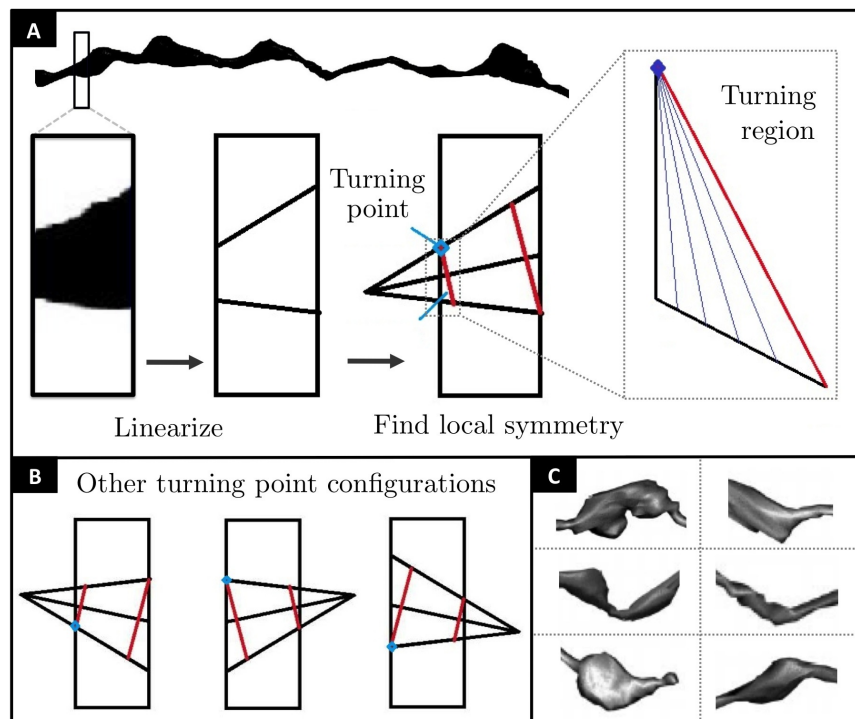 A
Turning
region
Turning
point
Linearize
Find local symmetry
B
Other turning point configurations
C